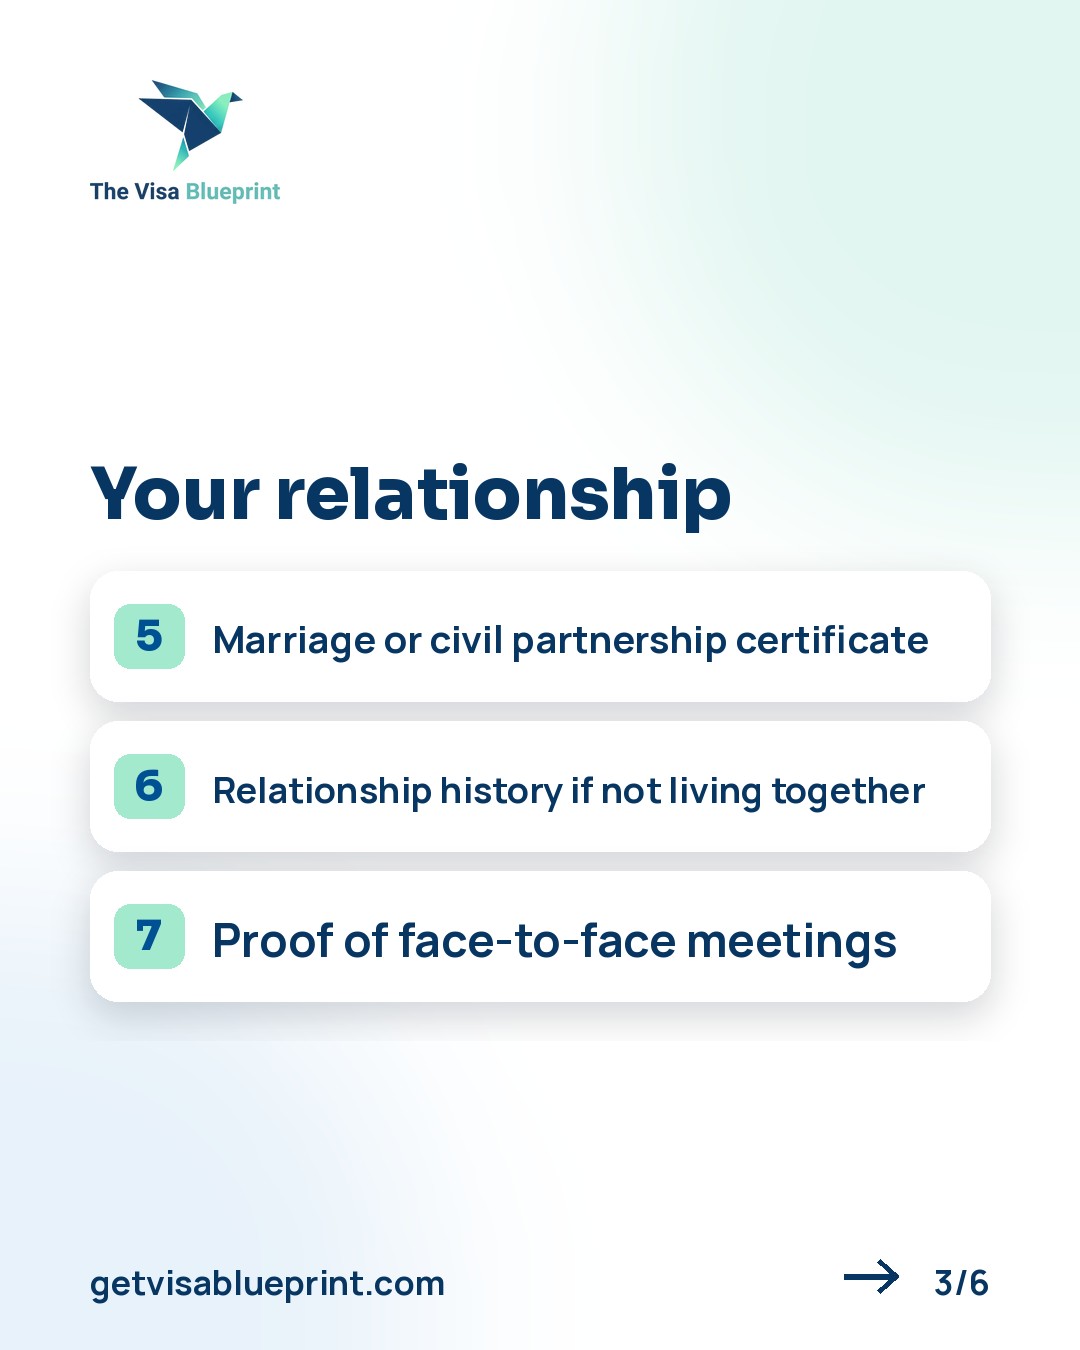 The Visa Blueprint
Your relationship
5 Marriage or civil partnership certificate
6 Relationship history if not living together
7 Proof of face-to-face meetings
getvisablueprint.com → 3/6